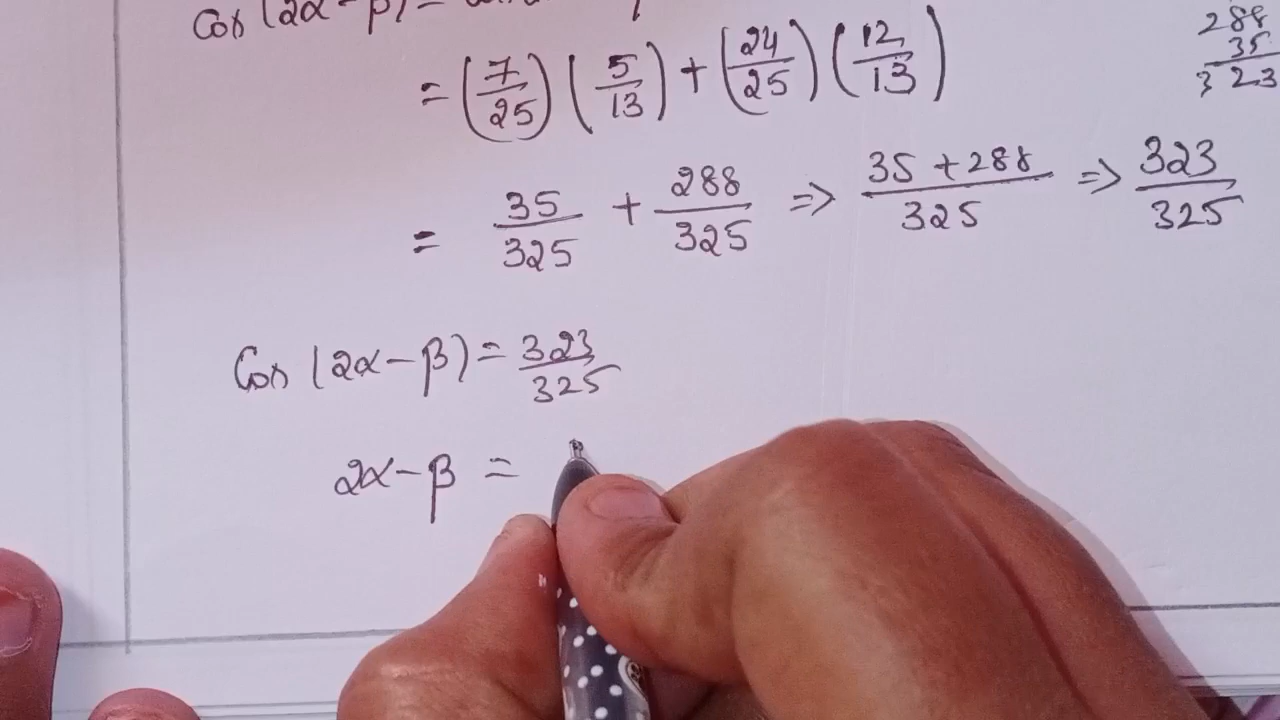 Cos (2α - β) =
= (7/25) (5/13) + (24/25) (12/13)
288
35
323
= 35/325 + 288/325 => 35 + 288/325 => 323/325
Cos (2α - β) = 323/325
2α - β =